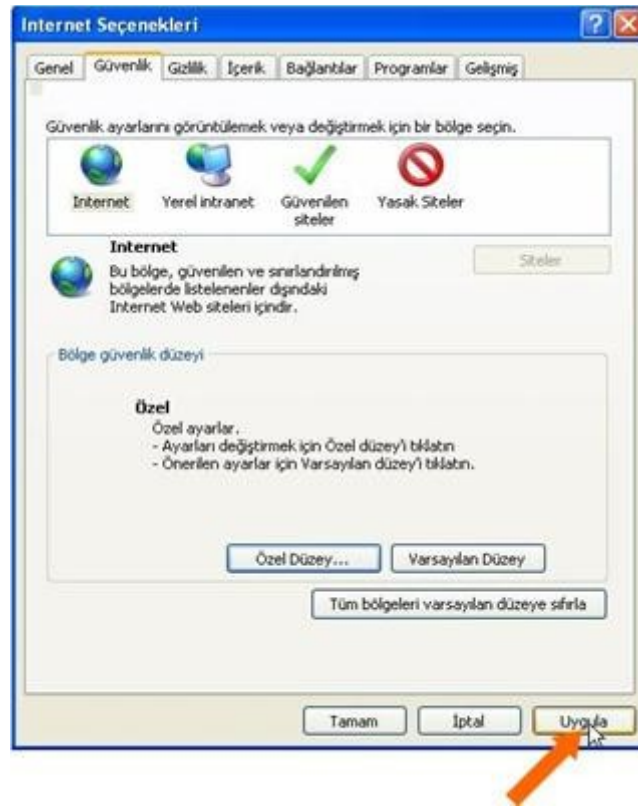 Internet Seçenekleri
Genel Güvenlik Gizlilik İçerik Bağlantılar Programlar Gelişmiş
Güvenlik ayarlarını görüntülemek veya değiştirmek için bir bölge seçin.
Internet Yerel intranet Güvenilen siteler Yasak Siteler
Internet
Bu bölge, güvenilen ve sınırlandırılmış
bölgelerde listelenenler dışındaki
Internet Web siteleri içindir.
Siteler
Bölge güvenlik düzeyi
Özel
Özel ayarlar.
- Ayarları değiştirmek için Özel düzey'i tıklatın
- Önerilen ayarlar için Varsayılan düzey'i tıklatın.
Özel Düzey... Varsayılan Düzey
Tüm bölgeleri varsayılan düzeye sıfırla
Tamam İptal Uygula